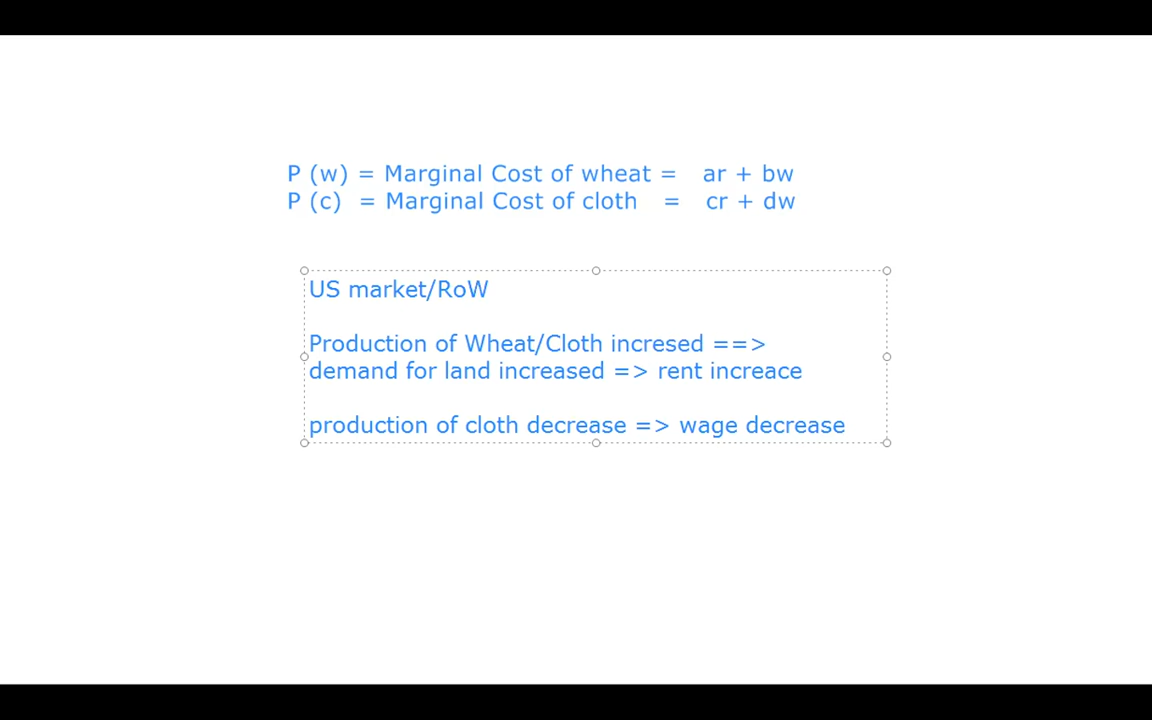 P (w) = Marginal Cost of wheat = ar + bw
P (c) = Marginal Cost of cloth = cr + dw
US market/RoW
Production of Wheat/Cloth incresed ==>
demand for land increased => rent increace
production of cloth decrease => wage decrease